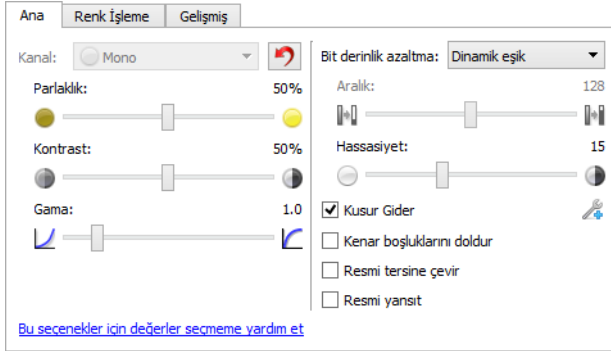 Ana Renk İşleme Gelişmiş
Kanal: Mono
Parlaklık: 50%
Kontrast: 50%
Gama: 1.0
Bu seçenekler için değerler seçmeme yardım et
Bit derinlik azaltma: Dinamik eşik
Aralık: 128
Hassasiyet: 15
Kusur Gider
Kenar boşluklarını doldur
Resmi tersine çevir
Resmi yansıt